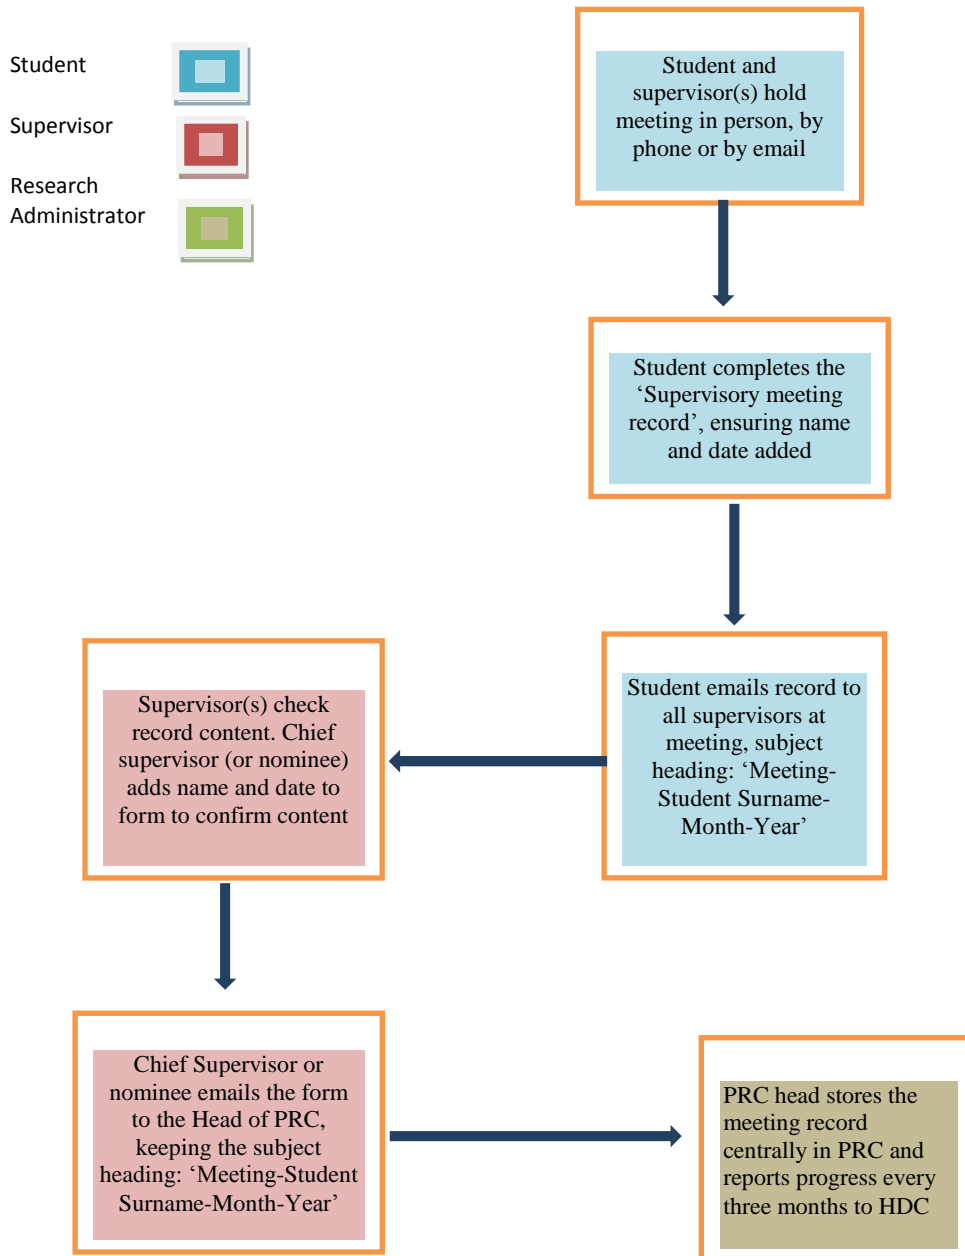 Student
Supervisor
Research
Administrator
Student and
supervisor(s) hold
meeting in person, by
phone or by email
Student completes the
‘Supervisory meeting
record’, ensuring name
and date added
Student emails record to
all supervisors at
meeting, subject
heading: ‘Meeting-
Student Surname-
Month-Year’
Supervisor(s) check
record content. Chief
supervisor (or nominee)
adds name and date to
form to confirm content
Chief Supervisor or
nominee emails the form
to the Head of PRC,
keeping the subject
heading: ‘Meeting-Student
Surname-Month-Year’
PRC head stores the
meeting record
centrally in PRC and
reports progress every
three months to HDC